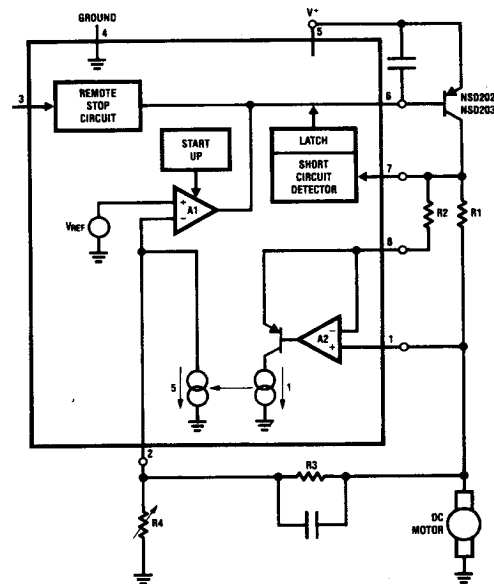 GROUND
4
V+
5
3
REMOTE
STOP
CIRCUIT
6
NSD202
NSD203
START
UP
LATCH
SHORT
CIRCUIT
DETECTOR
7
R2
R1
VREF
+
−
A1
8
A2
−
+
1
5
1
2
R3
R4
DC
MOTOR